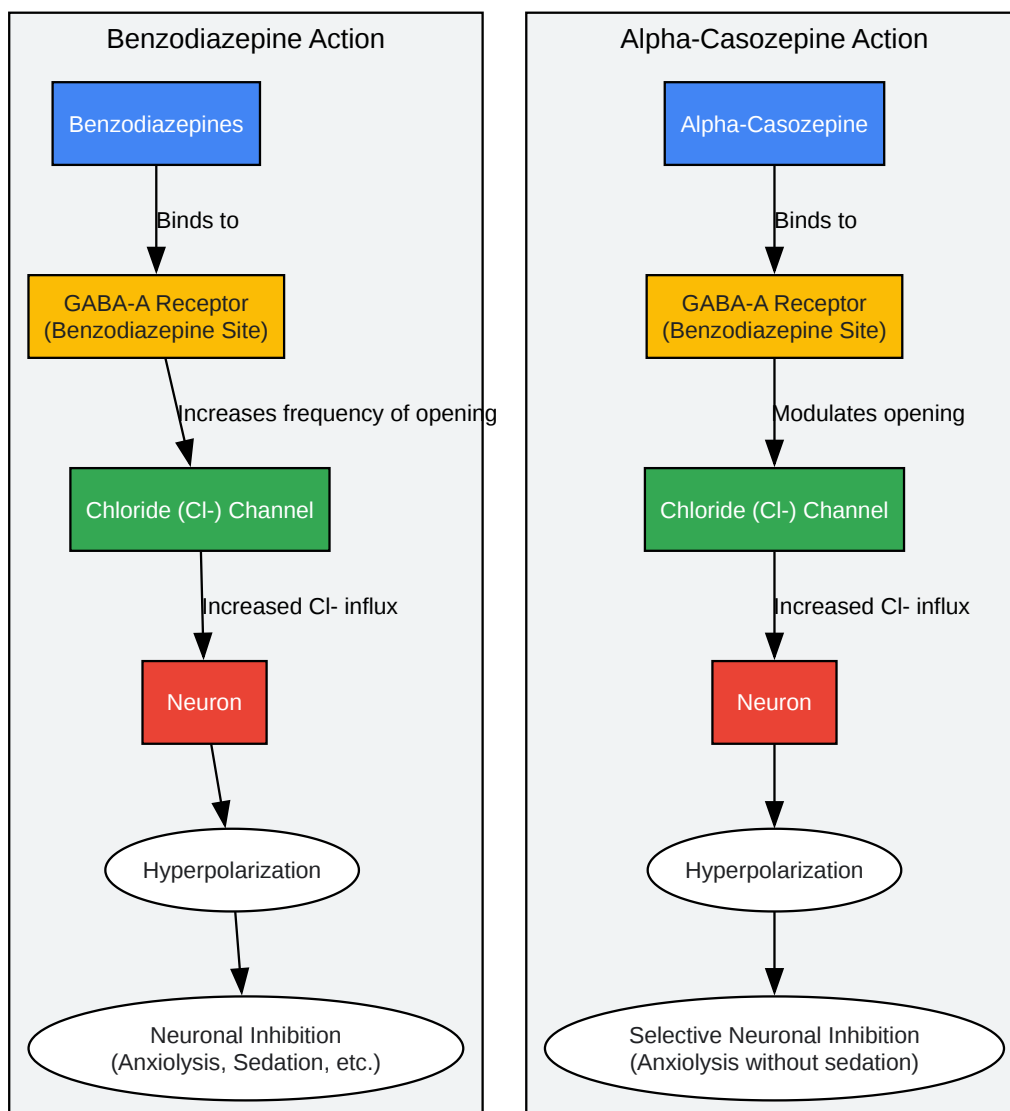 Benzodiazepine Action
Benzodiazepines
Binds to
GABA-A Receptor
(Benzodiazepine Site)
Increases frequency of opening
Chloride (Cl-) Channel
Increased Cl- influx
Neuron
Hyperpolarization
Neuronal Inhibition
(Anxiolysis, Sedation, etc.)
Alpha-Casozepine Action
Alpha-Casozepine
Binds to
GABA-A Receptor
(Benzodiazepine Site)
Modulates opening
Chloride (Cl-) Channel
Increased Cl- influx
Neuron
Hyperpolarization
Selective Neuronal Inhibition
(Anxiolysis without sedation)